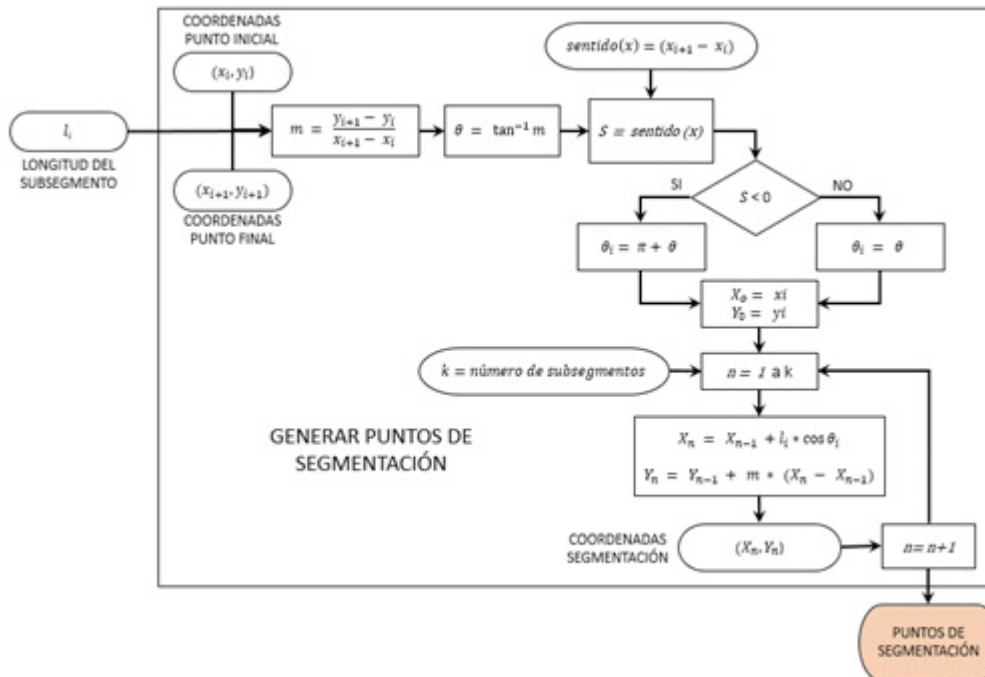 COORDENADAS
PUNTO INICIAL
(xᵢ, yᵢ)
sentido(x) = (xᵢ₊₁ − xᵢ)
lᵢ
LONGITUD DEL
SUBSEGMENTO
m = (yᵢ₊₁ − yᵢ) / (xᵢ₊₁ − xᵢ)
θ = tan⁻¹ m
S = sentido(x)
(xᵢ₊₁, yᵢ₊₁)
COORDENADAS
PUNTO FINAL
SI
S < 0
NO
θᵢ = π + θ
θᵢ = θ
X₀ = xi
Y₀ = yi
k = número de subsegmentos
n = 1 a k
GENERAR PUNTOS DE
SEGMENTACIÓN
Xₙ = Xₙ₋₁ + lᵢ * cos θᵢ
Yₙ = Yₙ₋₁ + m * (Xₙ − Xₙ₋₁)
COORDENADAS
SEGMENTACIÓN
(Xₙ, Yₙ)
n = n+1
PUNTOS DE
SEGMENTACIÓN